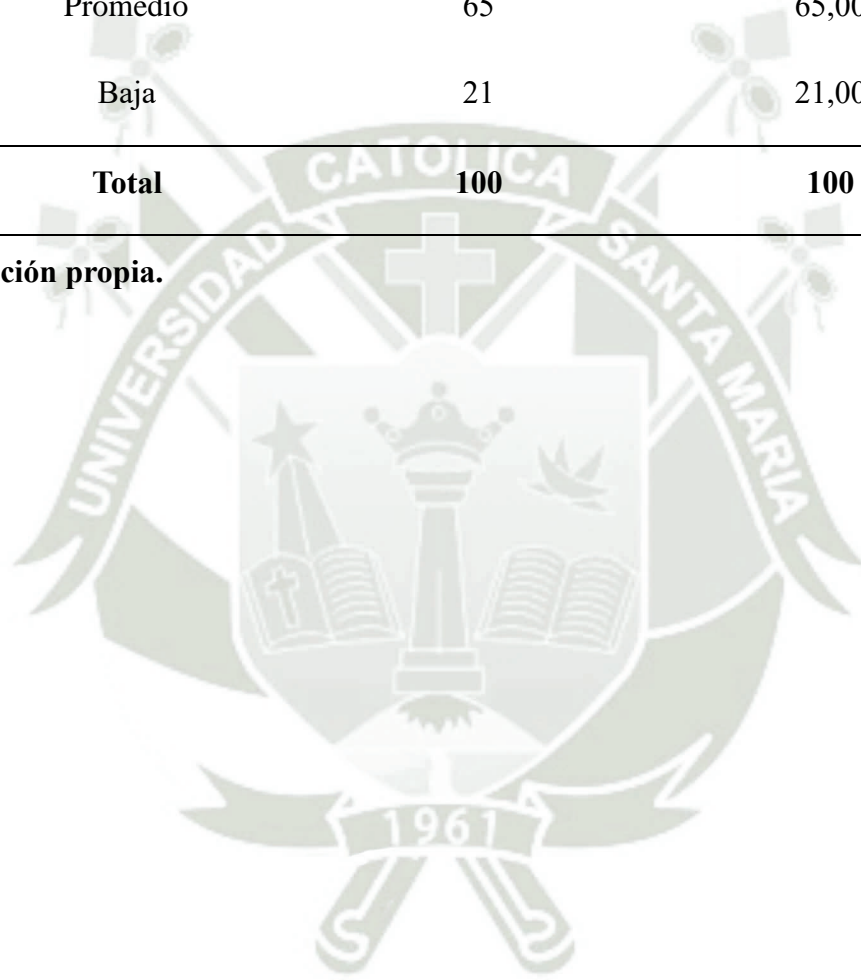 Promedio 65 65,00
Baja 21 21,00
Total 100 100
ción propia.
UNIVERSIDAD CATOLICA SANTA MARIA
1961